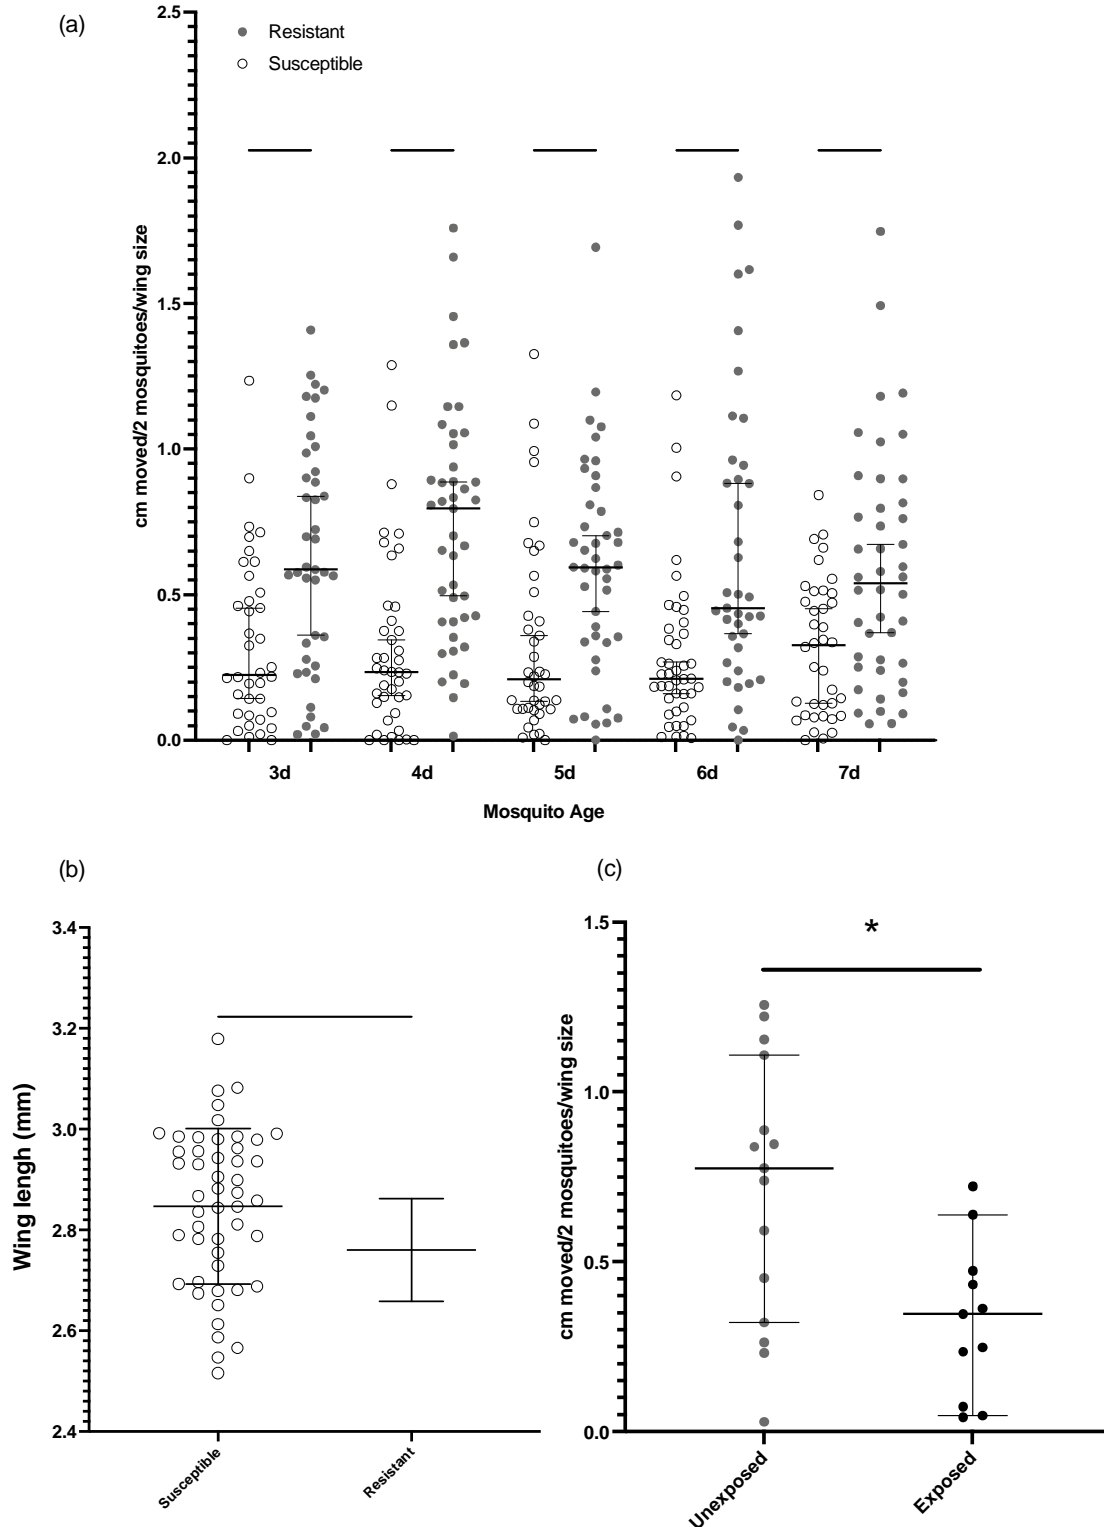 (a)
2.5
Resistant
Susceptible
2.0
1.5
1.0
0.5
0.0
cm moved/2 mosquitoes/wing size
3d 4d 5d 6d 7d
Mosquito Age
(b)
3.4
3.2
3.0
2.8
2.6
2.4
Wing lengh (mm)
Susceptible
Resistant
(c)
1.5
*
1.0
0.5
0.0
cm moved/2 mosquitoes/wing size
Unexposed
Exposed